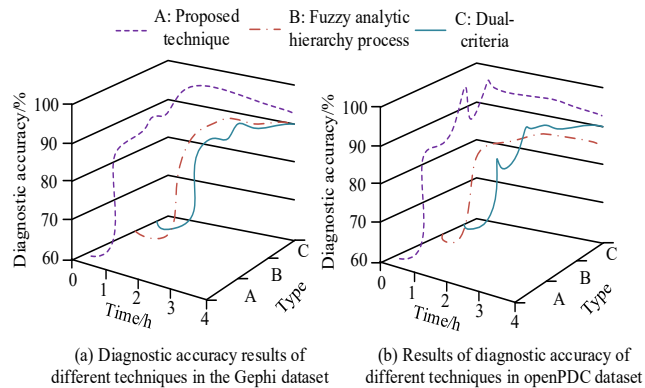 A: Proposed technique
B: Fuzzy analytic hierarchy process
C: Dual-criteria
Diagnostic accuracy/%
100
90
80
70
60
0
1
2
3
4
Time/h
A
B
C
Type
(a) Diagnostic accuracy results of
different techniques in the Gephi dataset
Diagnostic accuracy/%
100
90
80
70
60
0
1
2
3
4
Time/h
A
B
C
Type
(b) Results of diagnostic accuracy of
different techniques in openPDC dataset